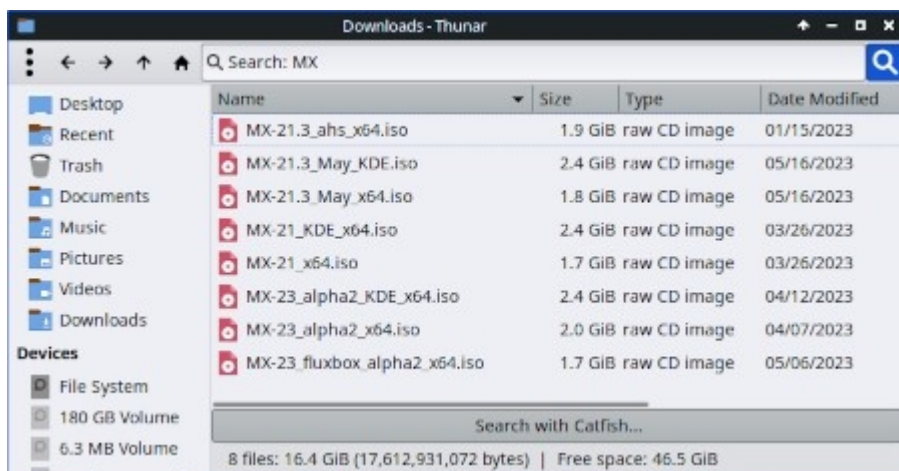 Downloads - Thunar
Search: MX
Desktop
Recent
Trash
Documents
Music
Pictures
Videos
Downloads
Devices
File System
180 GB Volume
6.3 MB Volume
Name Size Type Date Modified
MX-21.3_ahs_x64.iso 1.9 GiB raw CD image 01/15/2023
MX-21.3_May_KDE.iso 2.4 GiB raw CD image 05/16/2023
MX-21.3_May_x64.iso 1.8 GiB raw CD image 05/16/2023
MX-21_KDE_x64.iso 2.4 GiB raw CD image 03/26/2023
MX-21_x64.iso 1.7 GiB raw CD image 03/26/2023
MX-23_alpha2_KDE_x64.iso 2.4 GiB raw CD image 04/12/2023
MX-23_alpha2_x64.iso 2.0 GiB raw CD image 04/07/2023
MX-23_fluxbox_alpha2_x64.iso 1.7 GiB raw CD image 05/06/2023
Search with Catfish...
8 files: 16.4 GiB (17,612,931,072 bytes) | Free space: 46.5 GiB